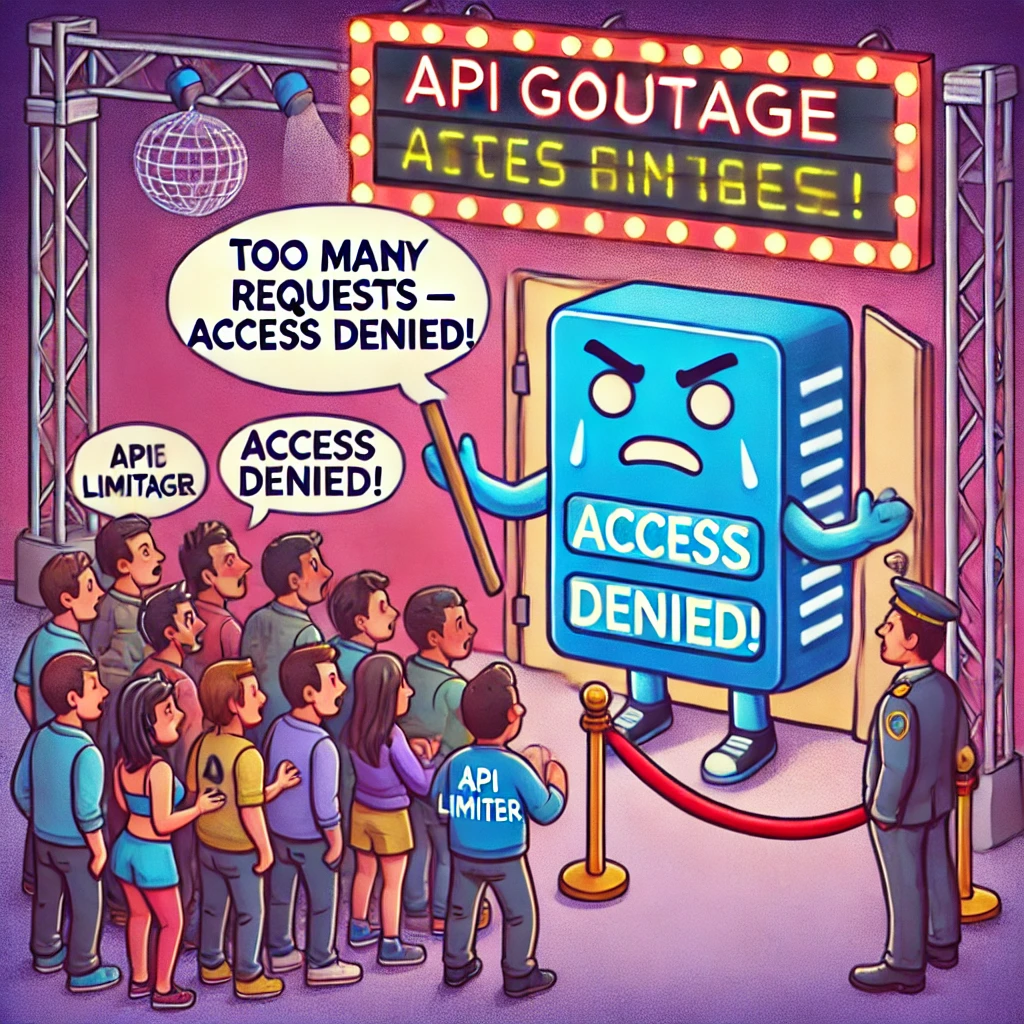 API GOUTAGE
TOO MANY
REQUESTS –
ACCESS DENIED!
APIE
LIMITAGR
ACCESS
DENIED!
ACCESS
DENIED!
API
LIMITER